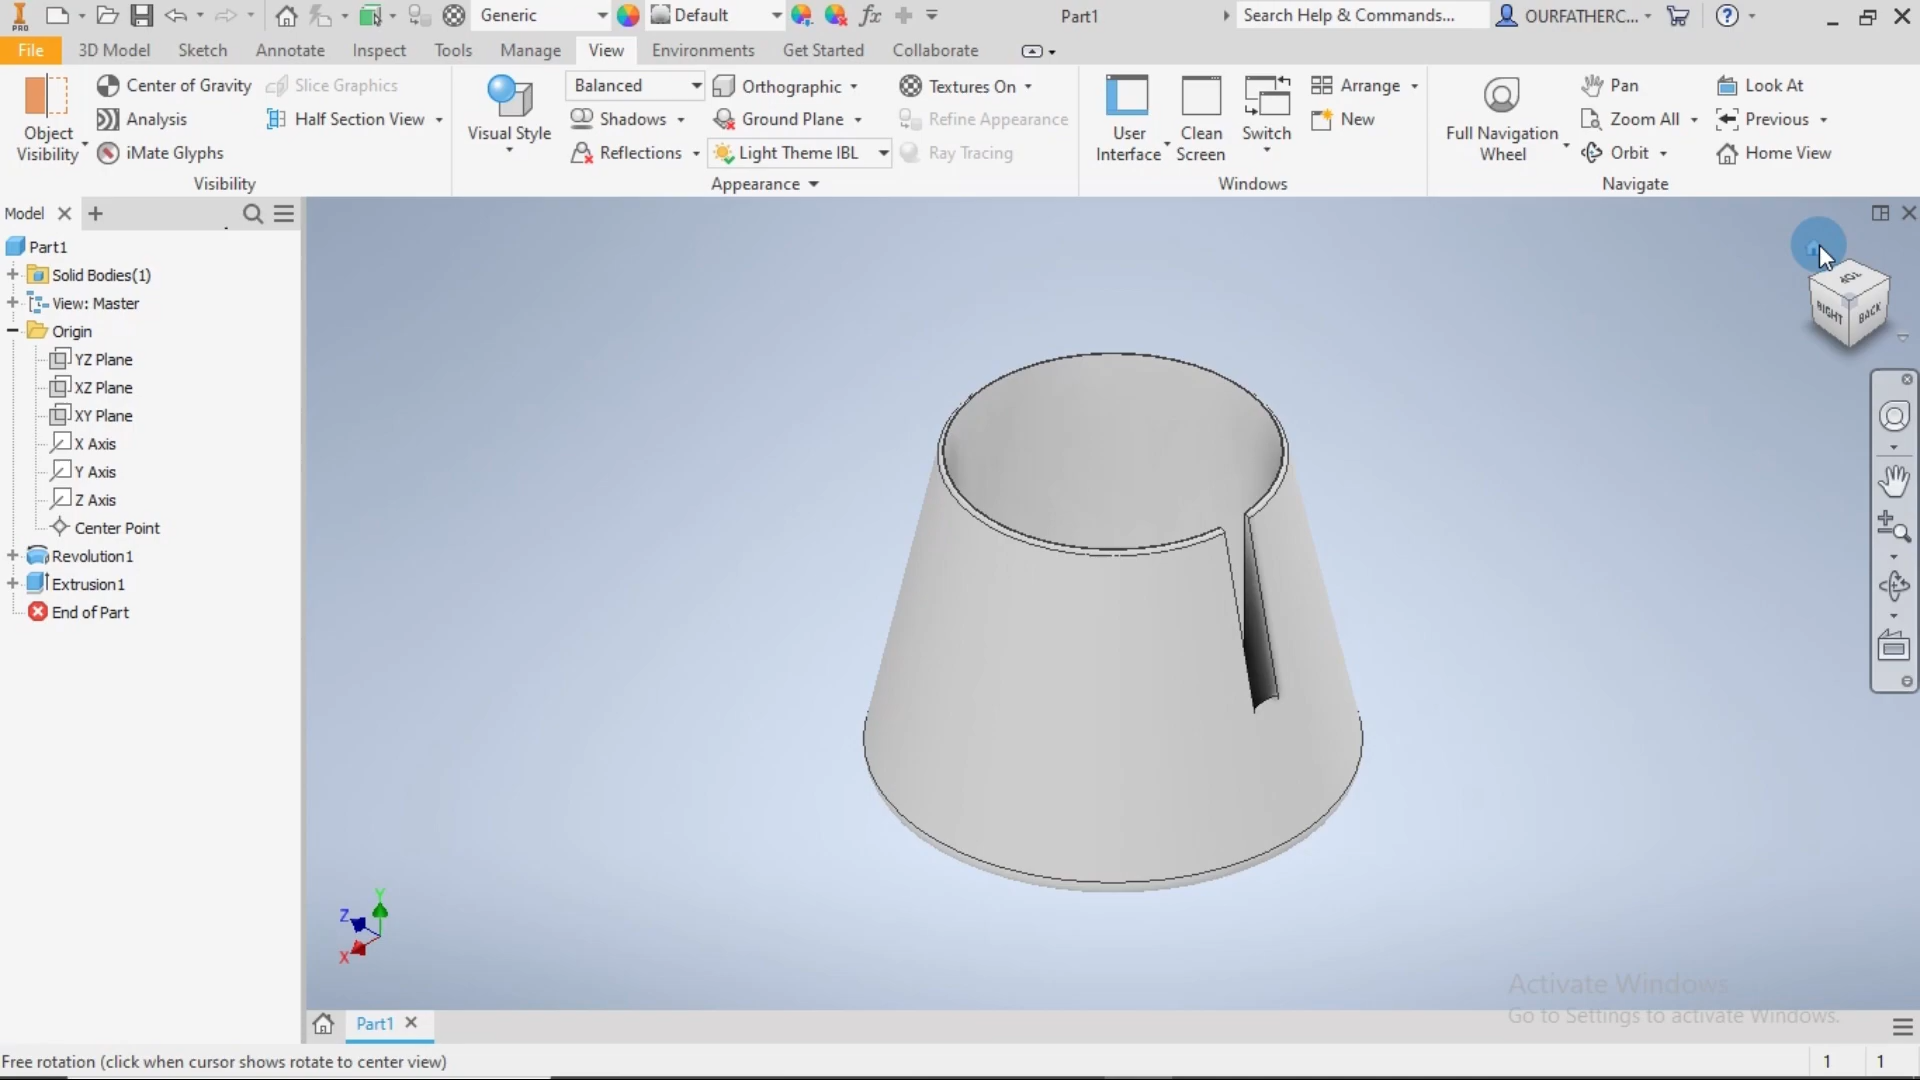 PRO
Generic
Default
fx
Part1
Search Help & Commands...
OURFATHERC...
File
3D Model
Sketch
Annotate
Inspect
Tools
Manage
View
Environments
Get Started
Collaborate
Object
Visibility
Center of Gravity
Analysis
iMate Glyphs
Slice Graphics
Half Section View
Visibility
Visual Style
Balanced
Shadows
Reflections
Orthographic
Ground Plane
Light Theme IBL
Textures On
Refine Appearance
Ray Tracing
Appearance
User
Interface
Clean
Screen
Switch
Arrange
New
Windows
Full Navigation
Wheel
Pan
Zoom All
Orbit
Look At
Previous
Home View
Navigate
Model
Part1
Solid Bodies(1)
View: Master
Origin
YZ Plane
XZ Plane
XY Plane
X Axis
Y Axis
Z Axis
Center Point
Revolution1
Extrusion1
End of Part
TOP
RIGHT
BACK
Y
Z
X
Activate Windows
Go to Settings to activate Windows.
Part1
Free rotation (click when cursor shows rotate to center view)
1
1